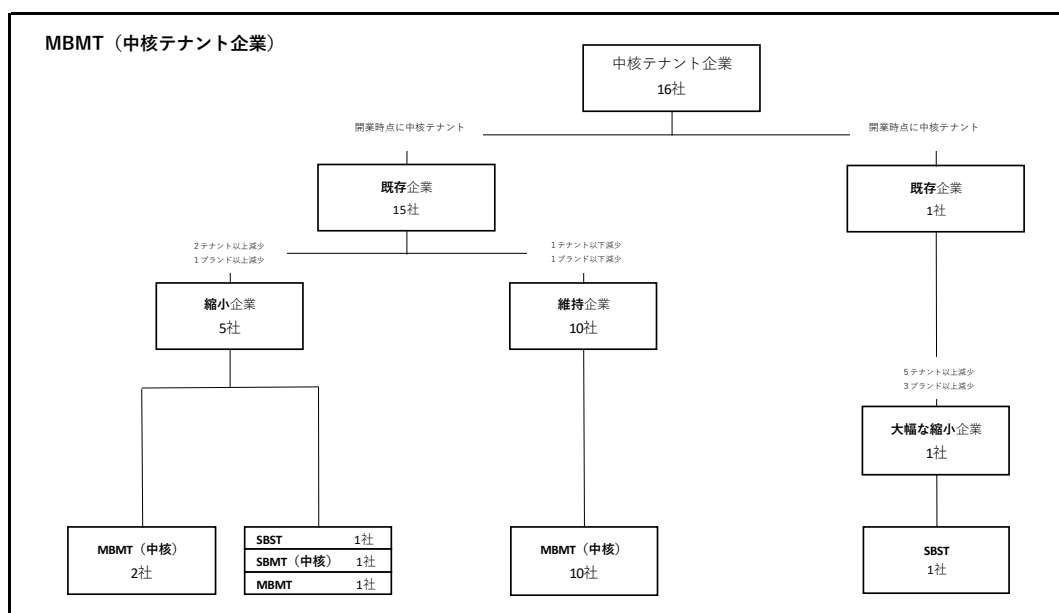 MBMT（中核テナント企業）
中核テナント企業
16社
開業時点に中核テナント
開業時点に中核テナント
既存企業
15社
既存企業
1社
2テナント以上減少
1ブランド以上減少
1テナント以下減少
1ブランド以下減少
縮小企業
5社
維持企業
10社
5テナント以上減少
3ブランド以上減少
大幅な縮小企業
1社
MBMT（中核）
2社
SBST 1社
SBMT（中核） 1社
MBMT 1社
MBMT（中核）
10社
SBST
1社